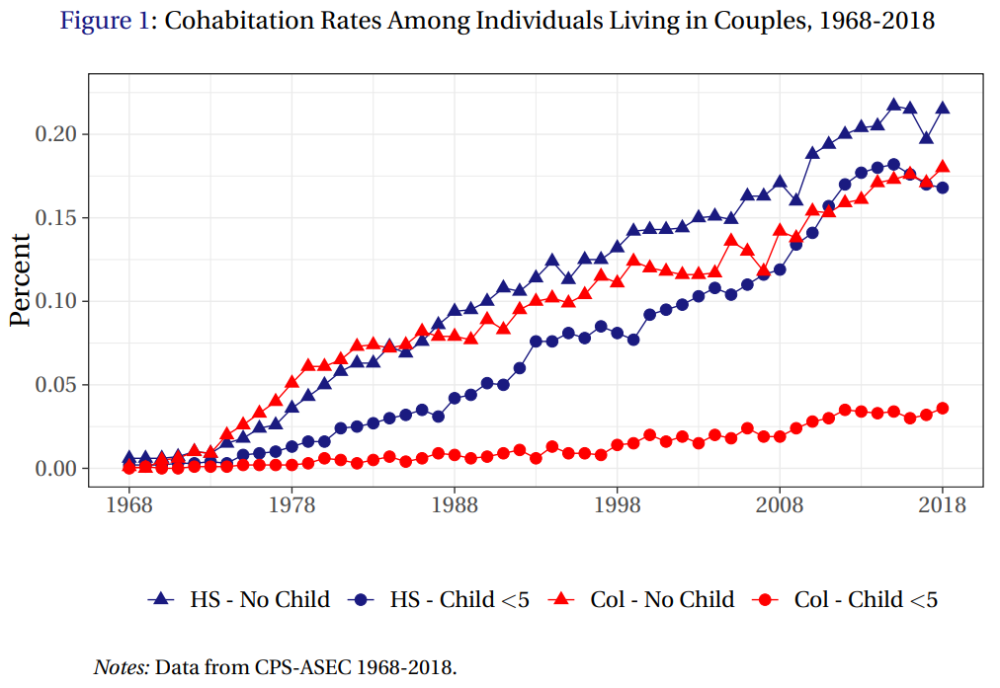 Figure 1: Cohabitation Rates Among Individuals Living in Couples, 1968-2018
0.20
0.15
0.10
0.05
0.00
Percent
1968 1978 1988 1998 2008 2018
HS - No Child HS - Child <5 Col - No Child Col - Child <5
Notes: Data from CPS-ASEC 1968-2018.